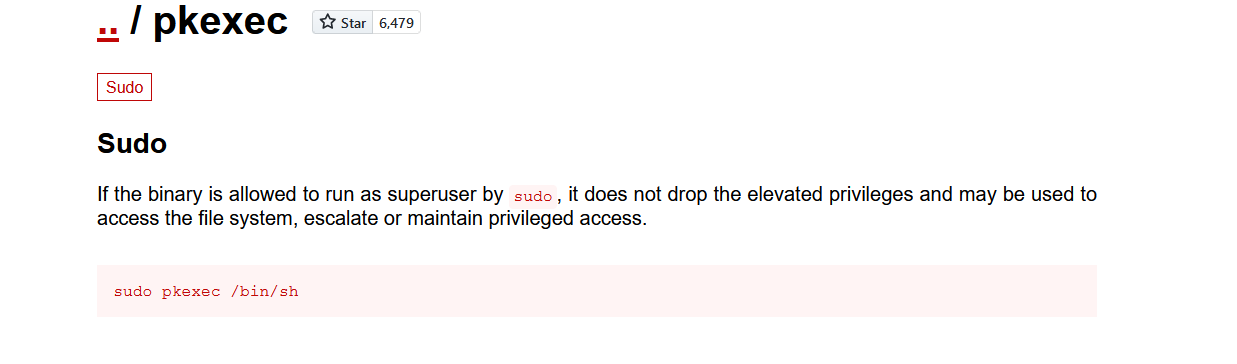 .. / pkexec Star 6,479
Sudo
Sudo
If the binary is allowed to run as superuser by sudo, it does not drop the elevated privileges and may be used to
access the file system, escalate or maintain privileged access.
sudo pkexec /bin/sh